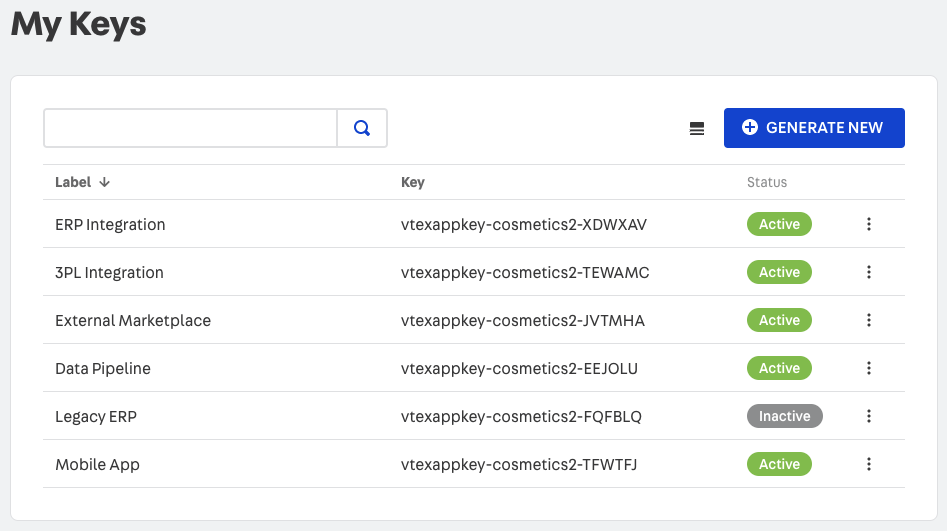 My Keys
GENERATE NEW
Label Key Status
ERP Integration vtexappkey-cosmetics2-XDWXAV Active
3PL Integration vtexappkey-cosmetics2-TEWAMC Active
External Marketplace vtexappkey-cosmetics2-JVTMHA Active
Data Pipeline vtexappkey-cosmetics2-EEJOLU Active
Legacy ERP vtexappkey-cosmetics2-FQFBLQ Inactive
Mobile App vtexappkey-cosmetics2-TFWTFJ Active